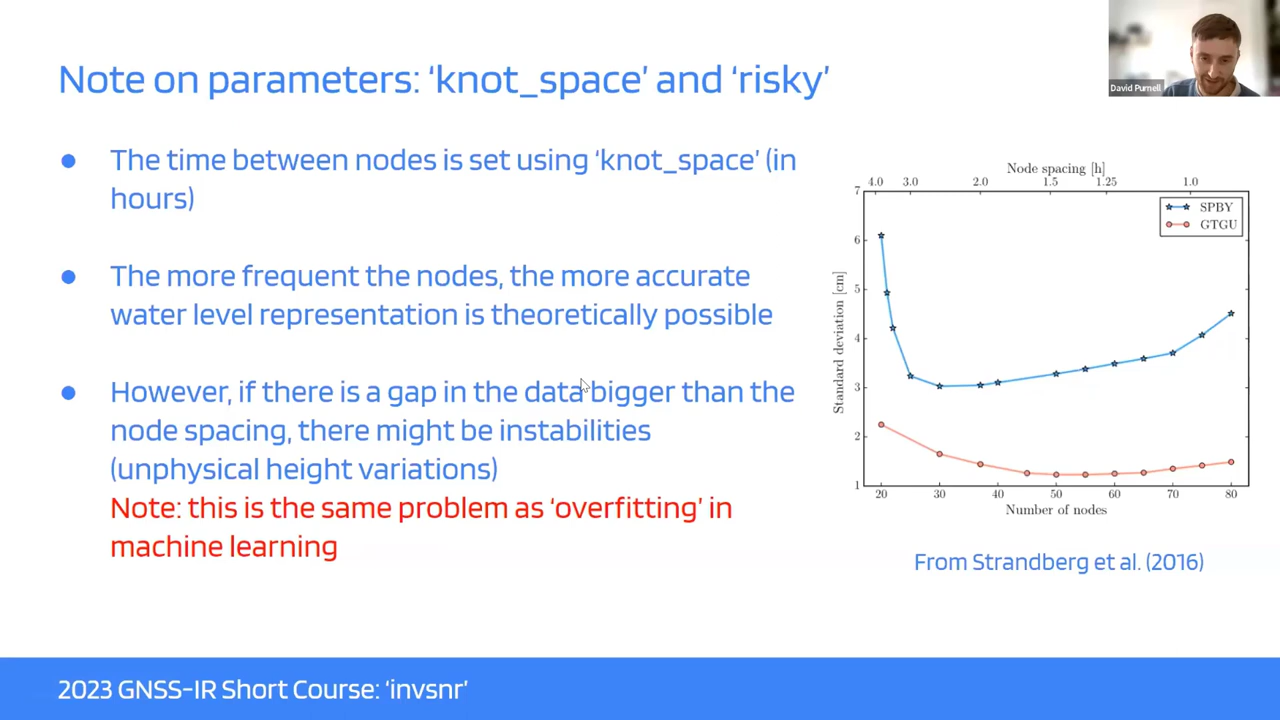 Note on parameters: ‘knot_space’ and ‘risky’
David Purnell
● The time between nodes is set using ‘knot_space’ (in
hours)
● The more frequent the nodes, the more accurate
water level representation is theoretically possible
● However, if there is a gap in the data bigger than the
node spacing, there might be instabilities
(unphysical height variations)
Note: this is the same problem as ‘overfitting’ in
machine learning
Node spacing [h]
4.0 3.0 2.0 1.5 1.25 1.0
SPBY
GTGU
7
6
5
4
3
2
1
Standard deviation [cm]
20 30 40 50 60 70 80
Number of nodes
From Strandberg et al. (2016)
2023 GNSS-IR Short Course: ‘invsnr’